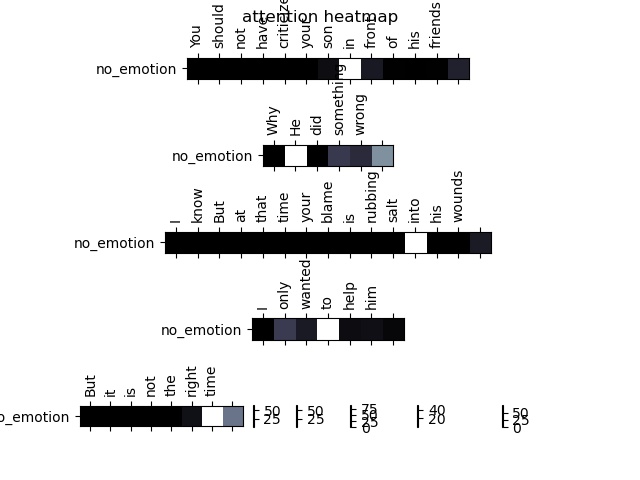 attention heatmap
You should not have criticize your son in front of his friends
no_emotion
Why He did something wrong
no_emotion
I know But at that time your blame is rubbing salt into his wounds
no_emotion
I only wanted to help him
no_emotion
But it is not the right time
o_emotion
50 25
50 25
75 50 25 0
40 20
50 25 0